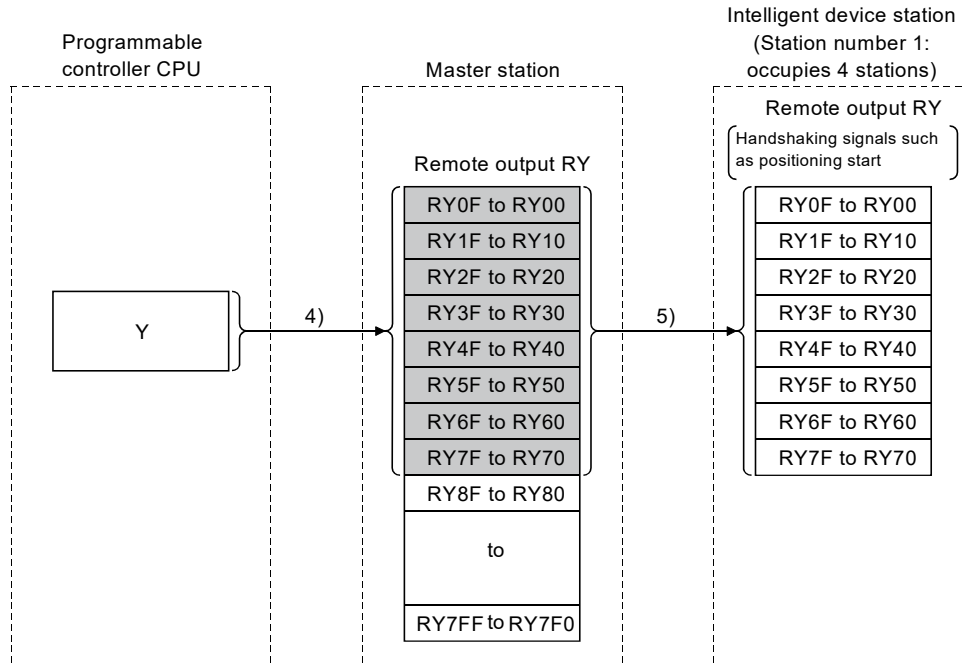 Programmable
controller CPU
Master station
Intelligent device station
(Station number 1:
occupies 4 stations)
Remote output RY
Handshaking signals such
as positioning start
Remote output RY
Y
4)
RY0F to RY00
RY1F to RY10
RY2F to RY20
RY3F to RY30
RY4F to RY40
RY5F to RY50
RY6F to RY60
RY7F to RY70
RY8F to RY80
to
RY7FF to RY7F0
5)
RY0F to RY00
RY1F to RY10
RY2F to RY20
RY3F to RY30
RY4F to RY40
RY5F to RY50
RY6F to RY60
RY7F to RY70